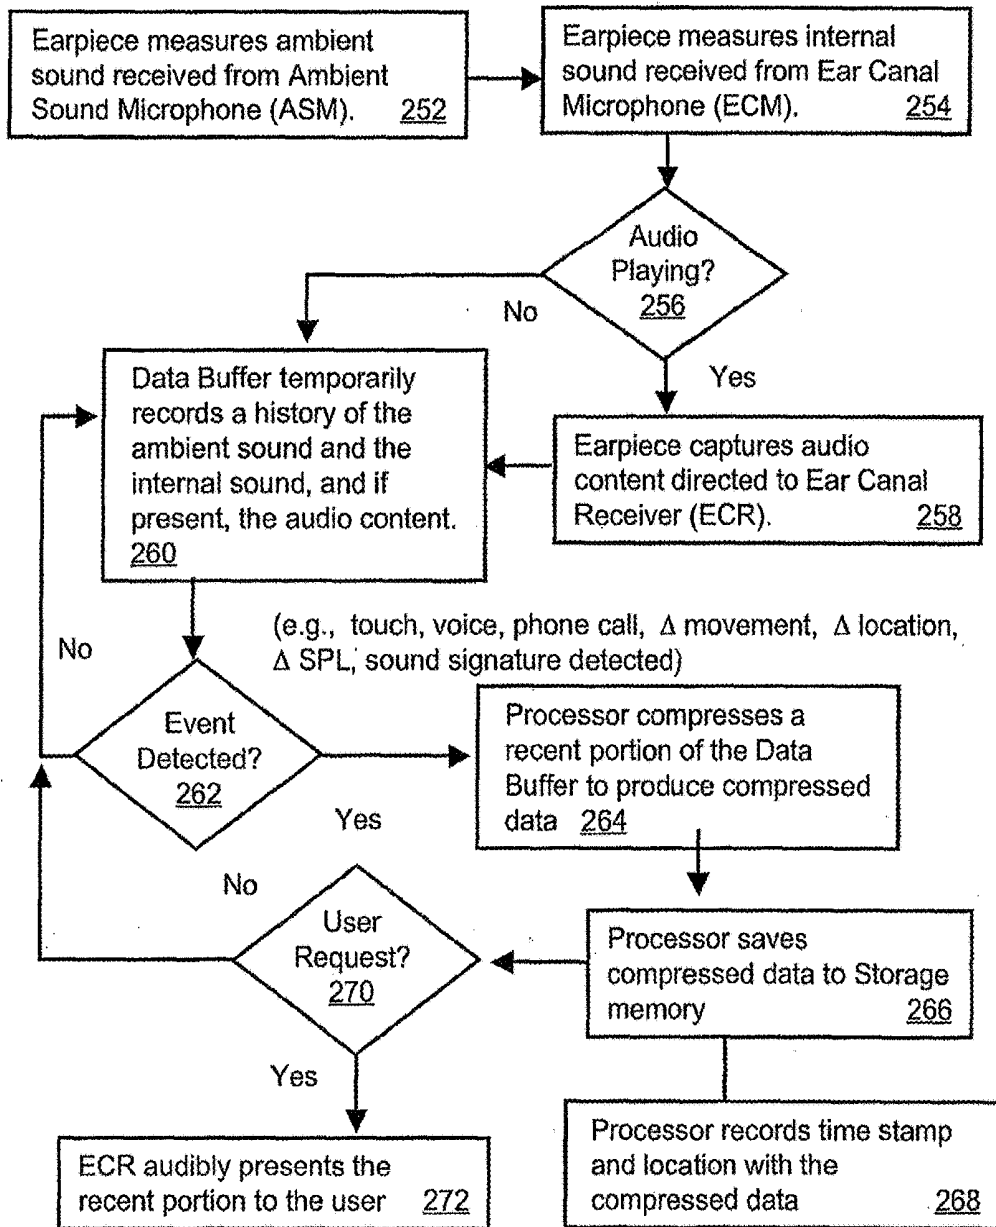 Earpiece measures ambient
sound received from Ambient
Sound Microphone (ASM). 252
Earpiece measures internal
sound received from Ear Canal
Microphone (ECM). 254
Audio
Playing?
256
No
Yes
Earpiece captures audio
content directed to Ear Canal
Receiver (ECR). 258
Data Buffer temporarily
records a history of the
ambient sound and the
internal sound, and if
present, the audio content.
260
(e.g., touch, voice, phone call, Δ movement, Δ location,
Δ SPL, sound signature detected)
No
Event
Detected?
262
Yes
Processor compresses a
recent portion of the Data
Buffer to produce compressed
data 264
Processor saves
compressed data to Storage
memory 266
Processor records time stamp
and location with the
compressed data 268
No
User
Request?
270
Yes
ECR audibly presents the
recent portion to the user 272